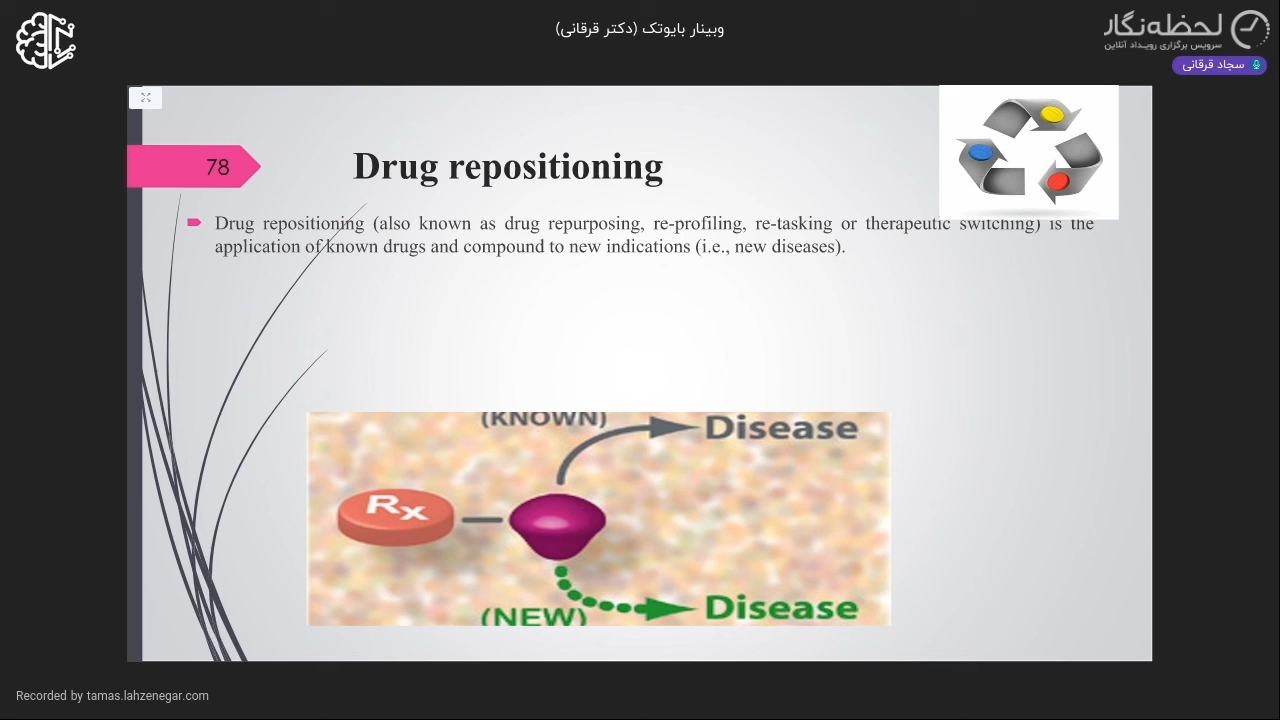 وبینار بایوتک (دکتر قرقانی)
لحظه‌نگار
سرویس برگزاری رویـداد آنلاین
سجاد قرقانی
78
Drug repositioning
Drug repositioning (also known as drug repurposing, re-profiling, re-tasking or therapeutic switching) is the
application of known drugs and compound to new indications (i.e., new diseases).
(KNOWN)
Disease
Rx
(NEW)
Disease
Recorded by tamas.lahzenegar.com